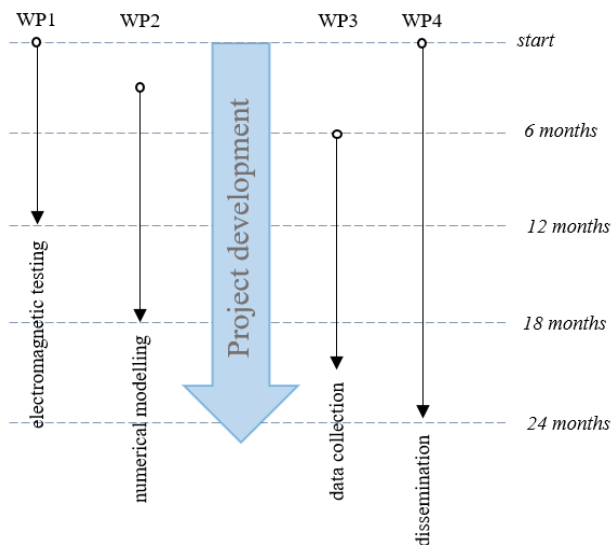 WP1
WP2
WP3
WP4
start
6 months
12 months
18 months
24 months
Project development
electromagnetic testing
numerical modelling
data collection
dissemination